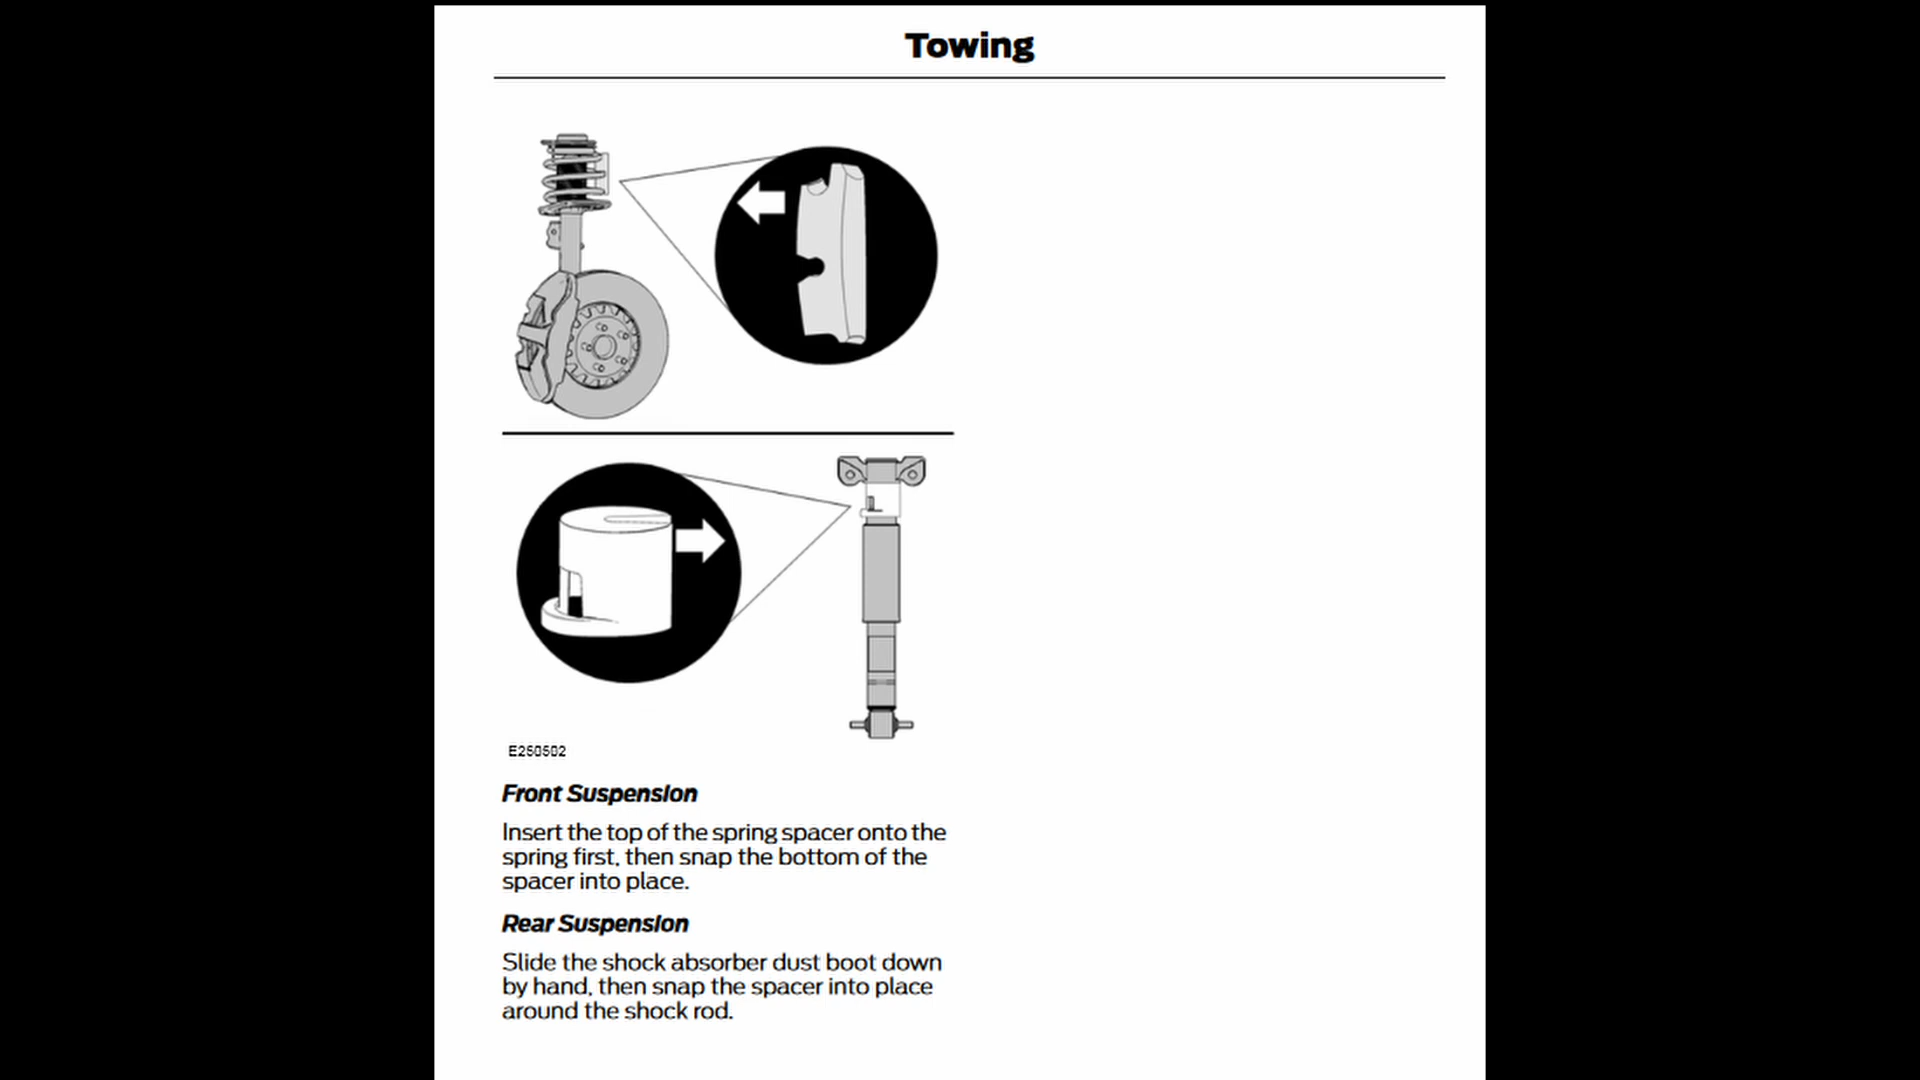 Towing
E250502
Front Suspension
Insert the top of the spring spacer onto the
spring first, then snap the bottom of the
spacer into place.
Rear Suspension
Slide the shock absorber dust boot down
by hand, then snap the spacer into place
around the shock rod.